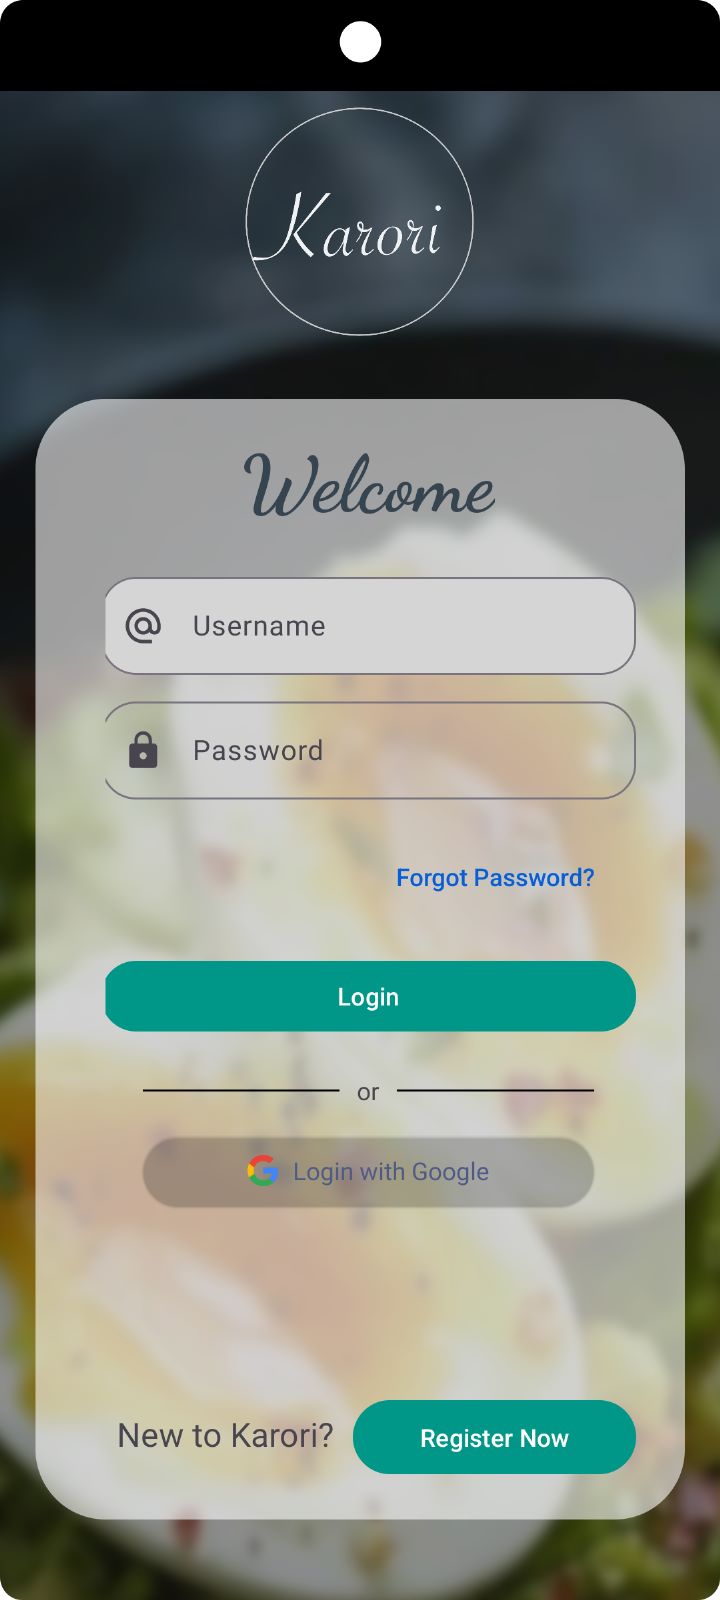 Karori
Welcome
Username
Password
Forgot Password?
Login
or
Login with Google
New to Karori?
Register Now